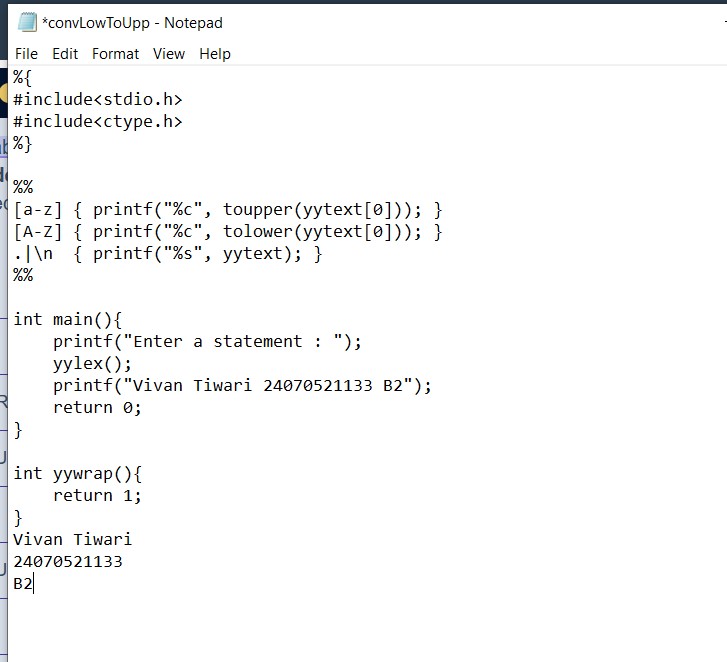 *convLowToUpp - Notepad
File Edit Format View Help
%{
#include<stdio.h>
#include<ctype.h>
%}

%%
[a-z] { printf("%c", toupper(yytext[0])); }
[A-Z] { printf("%c", tolower(yytext[0])); }
.|\n  { printf("%s", yytext); }
%%

int main(){
    printf("Enter a statement : ");
    yylex();
    printf("Vivan Tiwari 24070521133 B2");
    return 0;
}

int yywrap(){
    return 1;
}
Vivan Tiwari
24070521133
B2